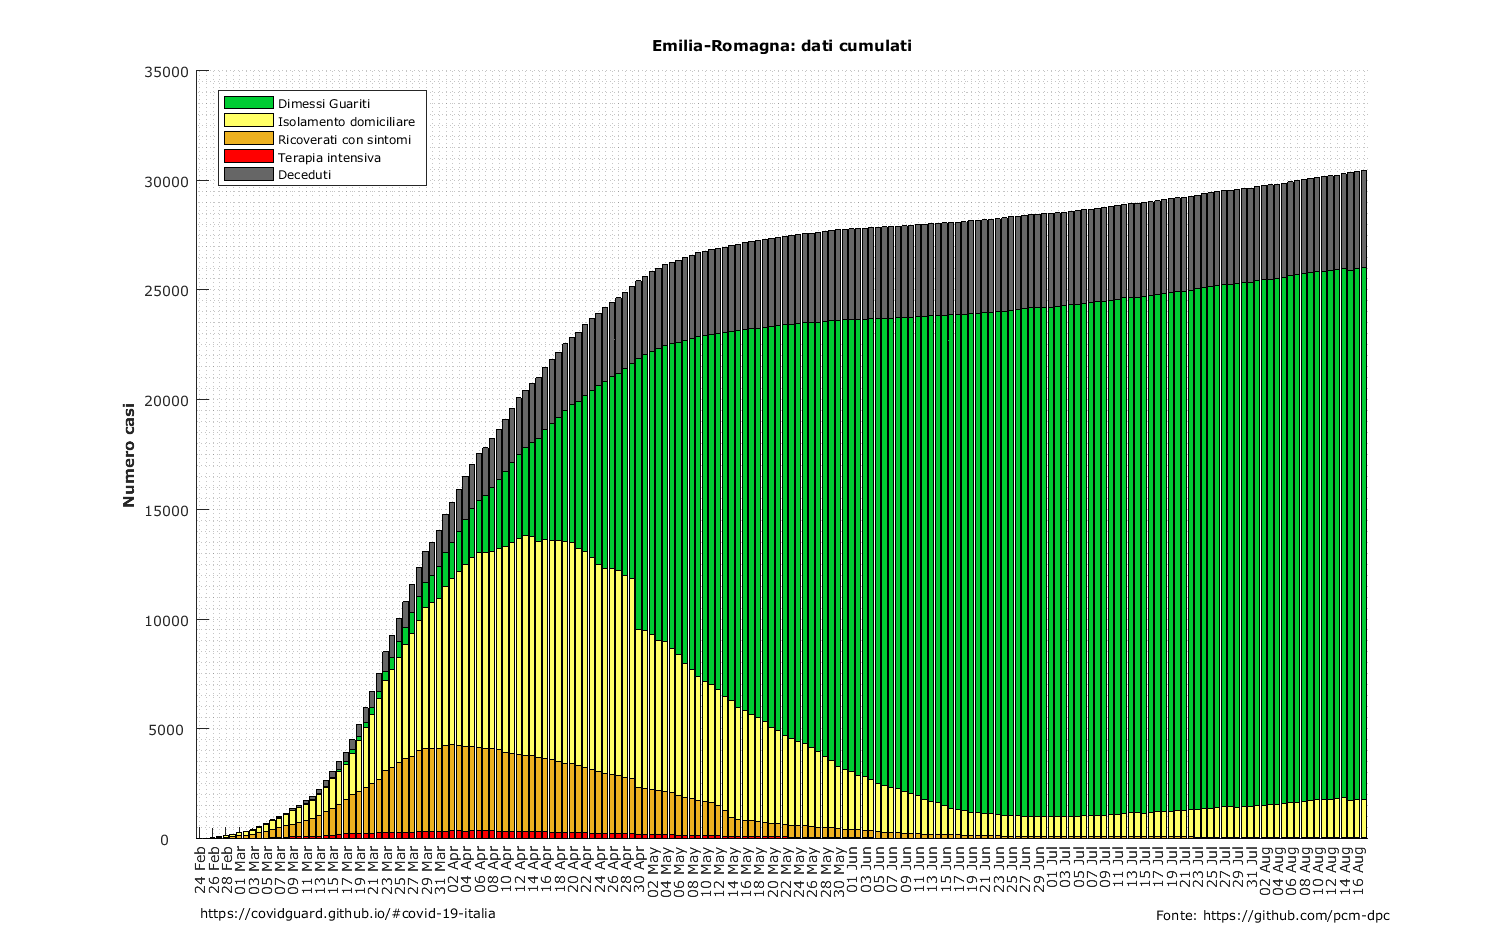 Emilia-Romagna: dati cumulati
35000
30000
25000
20000
15000
10000
5000
0
Numero casi
Dimessi Guariti
Isolamento domiciliare
Ricoverati con sintomi
Terapia intensiva
Deceduti
24 Feb
26 Feb
28 Feb
01 Mar
03 Mar
05 Mar
07 Mar
09 Mar
11 Mar
13 Mar
15 Mar
17 Mar
19 Mar
21 Mar
23 Mar
25 Mar
27 Mar
29 Mar
31 Mar
02 Apr
04 Apr
06 Apr
08 Apr
10 Apr
12 Apr
14 Apr
16 Apr
18 Apr
20 Apr
22 Apr
24 Apr
26 Apr
28 Apr
30 Apr
02 May
04 May
06 May
08 May
10 May
12 May
14 May
16 May
18 May
20 May
22 May
24 May
26 May
28 May
30 May
01 Jun
03 Jun
05 Jun
07 Jun
09 Jun
11 Jun
13 Jun
15 Jun
17 Jun
19 Jun
21 Jun
23 Jun
25 Jun
27 Jun
29 Jun
01 Jul
03 Jul
05 Jul
07 Jul
09 Jul
11 Jul
13 Jul
15 Jul
17 Jul
19 Jul
21 Jul
23 Jul
25 Jul
27 Jul
29 Jul
31 Jul
02 Aug
04 Aug
06 Aug
08 Aug
10 Aug
12 Aug
14 Aug
16 Aug
https://covidguard.github.io/#covid-19-italia
Fonte: https://github.com/pcm-dpc